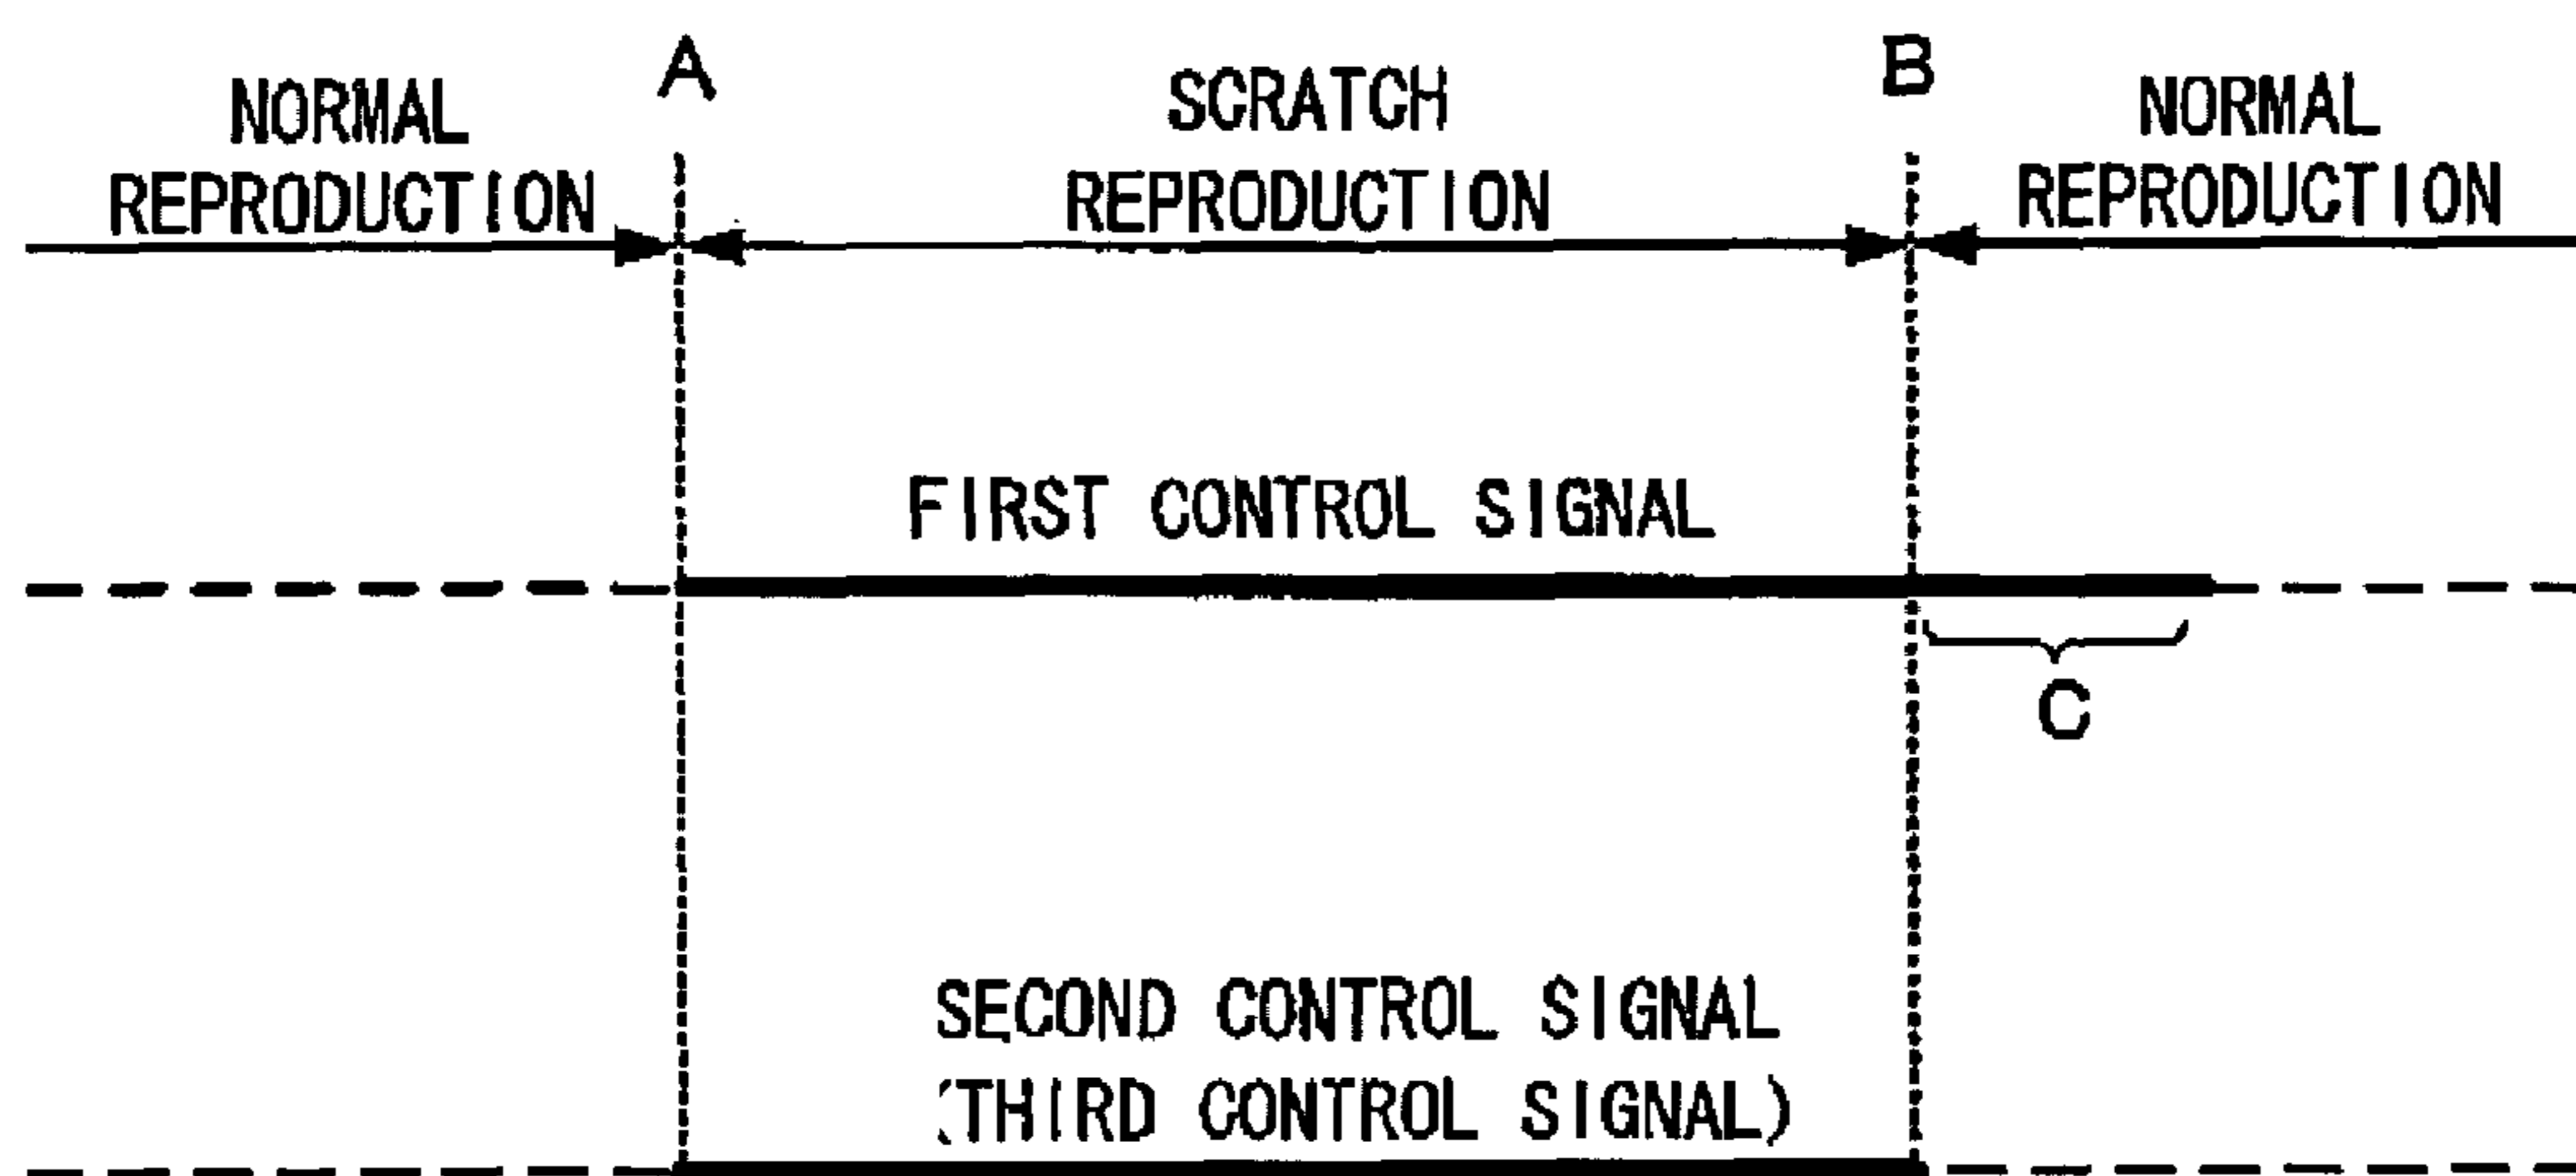 NORMAL
REPRODUCTION
A
SCRATCH
REPRODUCTION
B
NORMAL
REPRODUCTION
FIRST CONTROL SIGNAL
C
SECOND CONTROL SIGNAL
(THIRD CONTROL SIGNAL)